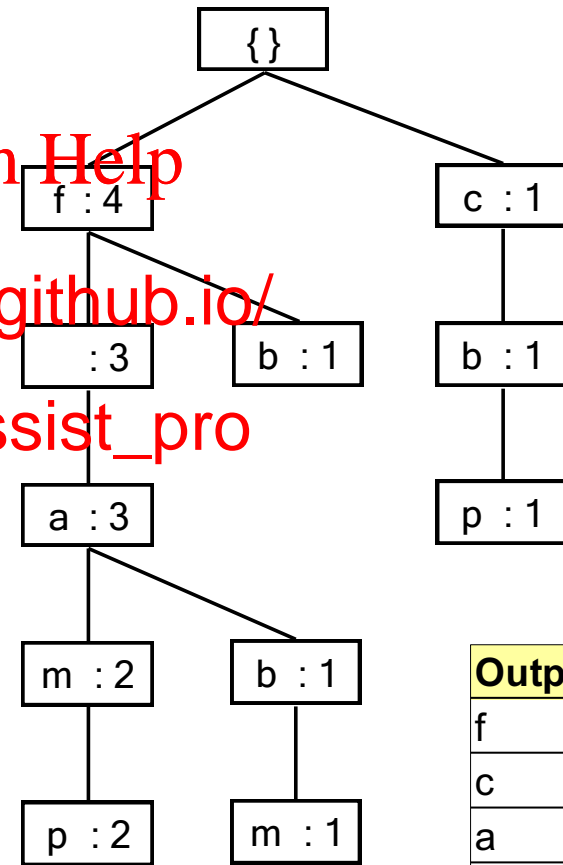 { }
n Help
f : 4
c : 1
github.io/
: 3
b : 1
b : 1
ssist_pro
a : 3
p : 1
m : 2
b : 1
Outp
f
c
a
p : 2
m : 1